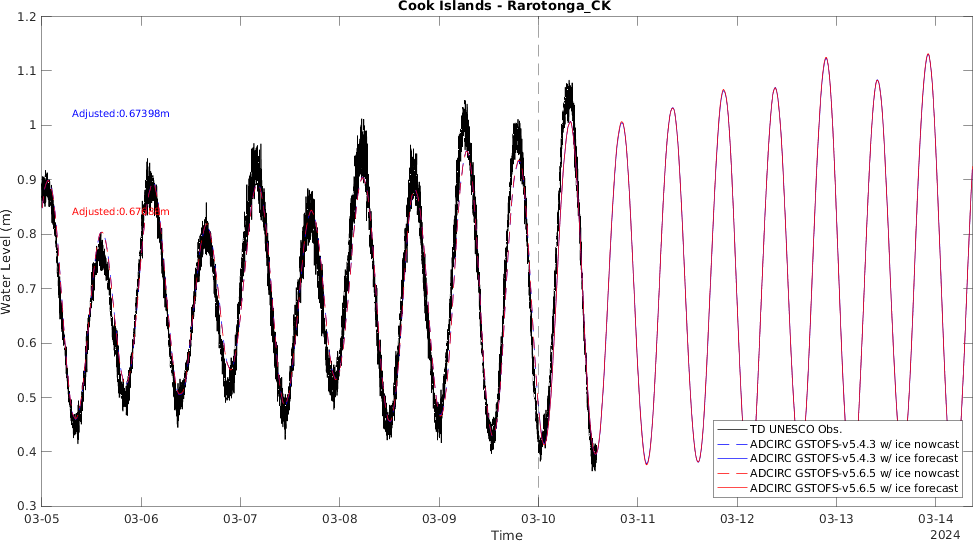 Cook Islands - Rarotonga_CK
1.2
1.1
1
0.9
0.8
0.7
0.6
0.5
0.4
0.3
Water Level (m)
Adjusted:0.67398m
03-05
03-06
03-07
03-08
03-09
03-10
03-11
03-12
03-13
03-14
2024
Time
TD UNESCO Obs.
ADCIRC GSTOFS-v5.4.3 w/ ice nowcast
ADCIRC GSTOFS-v5.4.3 w/ ice forecast
ADCIRC GSTOFS-v5.6.5 w/ ice nowcast
ADCIRC GSTOFS-v5.6.5 w/ ice forecast